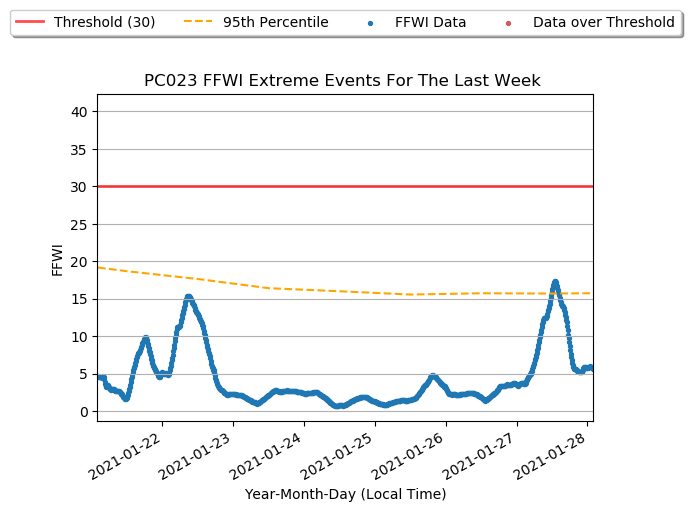 Threshold (30) 95th Percentile FFWI Data Data over Threshold
PC023 FFWI Extreme Events For The Last Week
40
35
30
25
20
15
10
5
0
FFWI
2021-01-22 2021-01-23 2021-01-24 2021-01-25 2021-01-26 2021-01-27 2021-01-28
Year-Month-Day (Local Time)